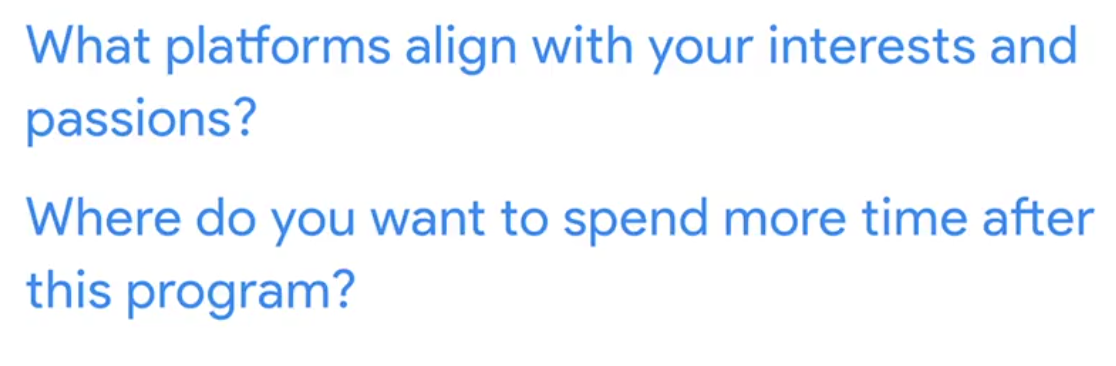 What platforms align with your interests and
passions?
Where do you want to spend more time after
this program?